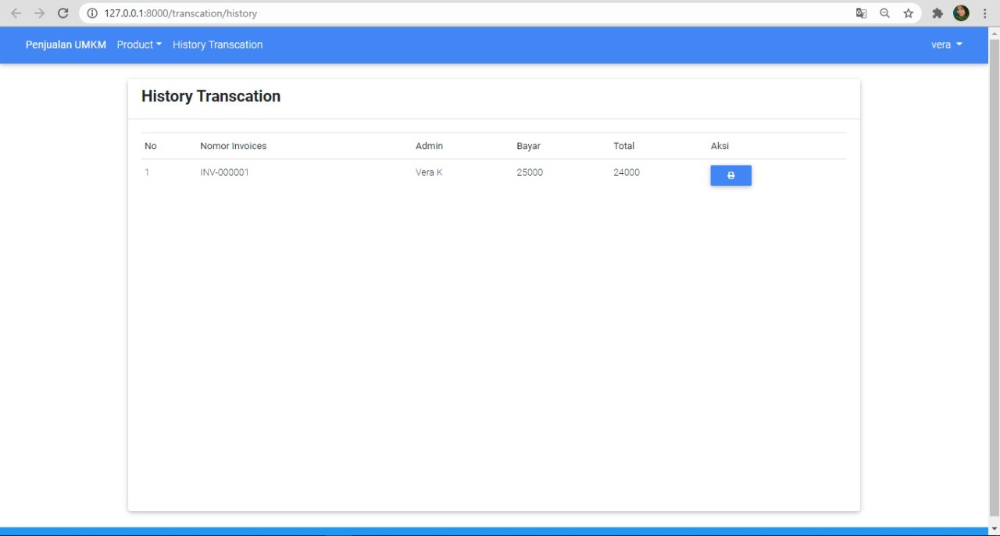 127.0.0.1:8000/transcation/history
Penjualan UMKM Product History Transcation vera
History Transcation
No Nomor Invoices Admin Bayar Total Aksi
1 INV-000001 Vera K 25000 24000